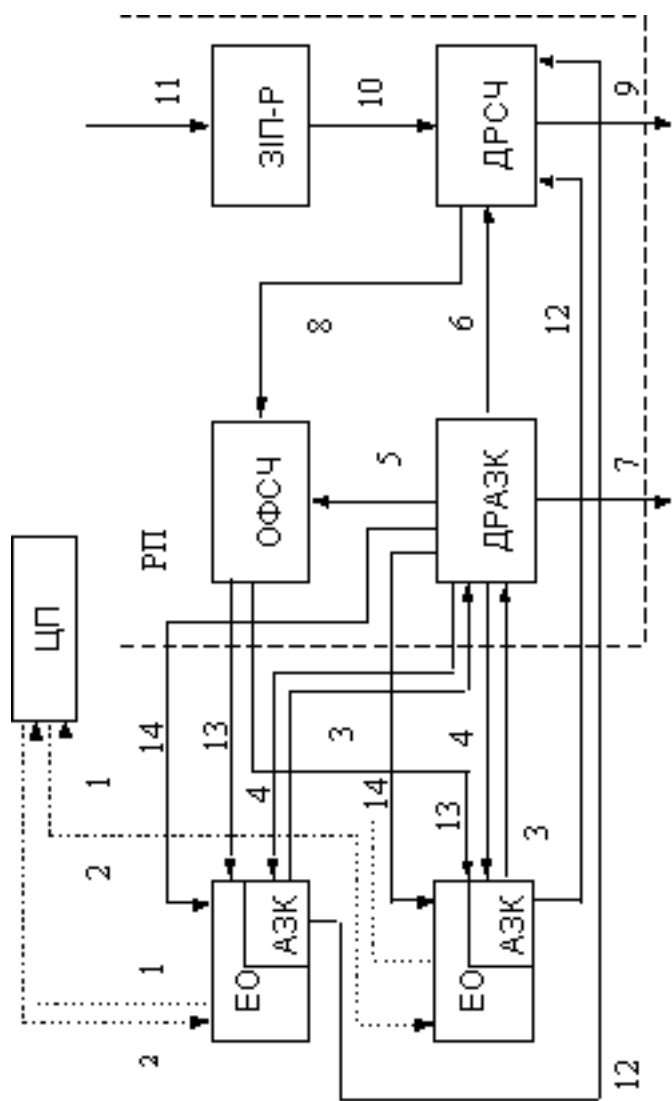 ЦП
2 1
2 1 14 РП 11
13
ЕО ОФСЧ ЗІП-Р
АЗК 4
3 8
14 5 10
13 4 6
ЕО ДРАЗК ДРСЧ
АЗК 3
12
12 7 9